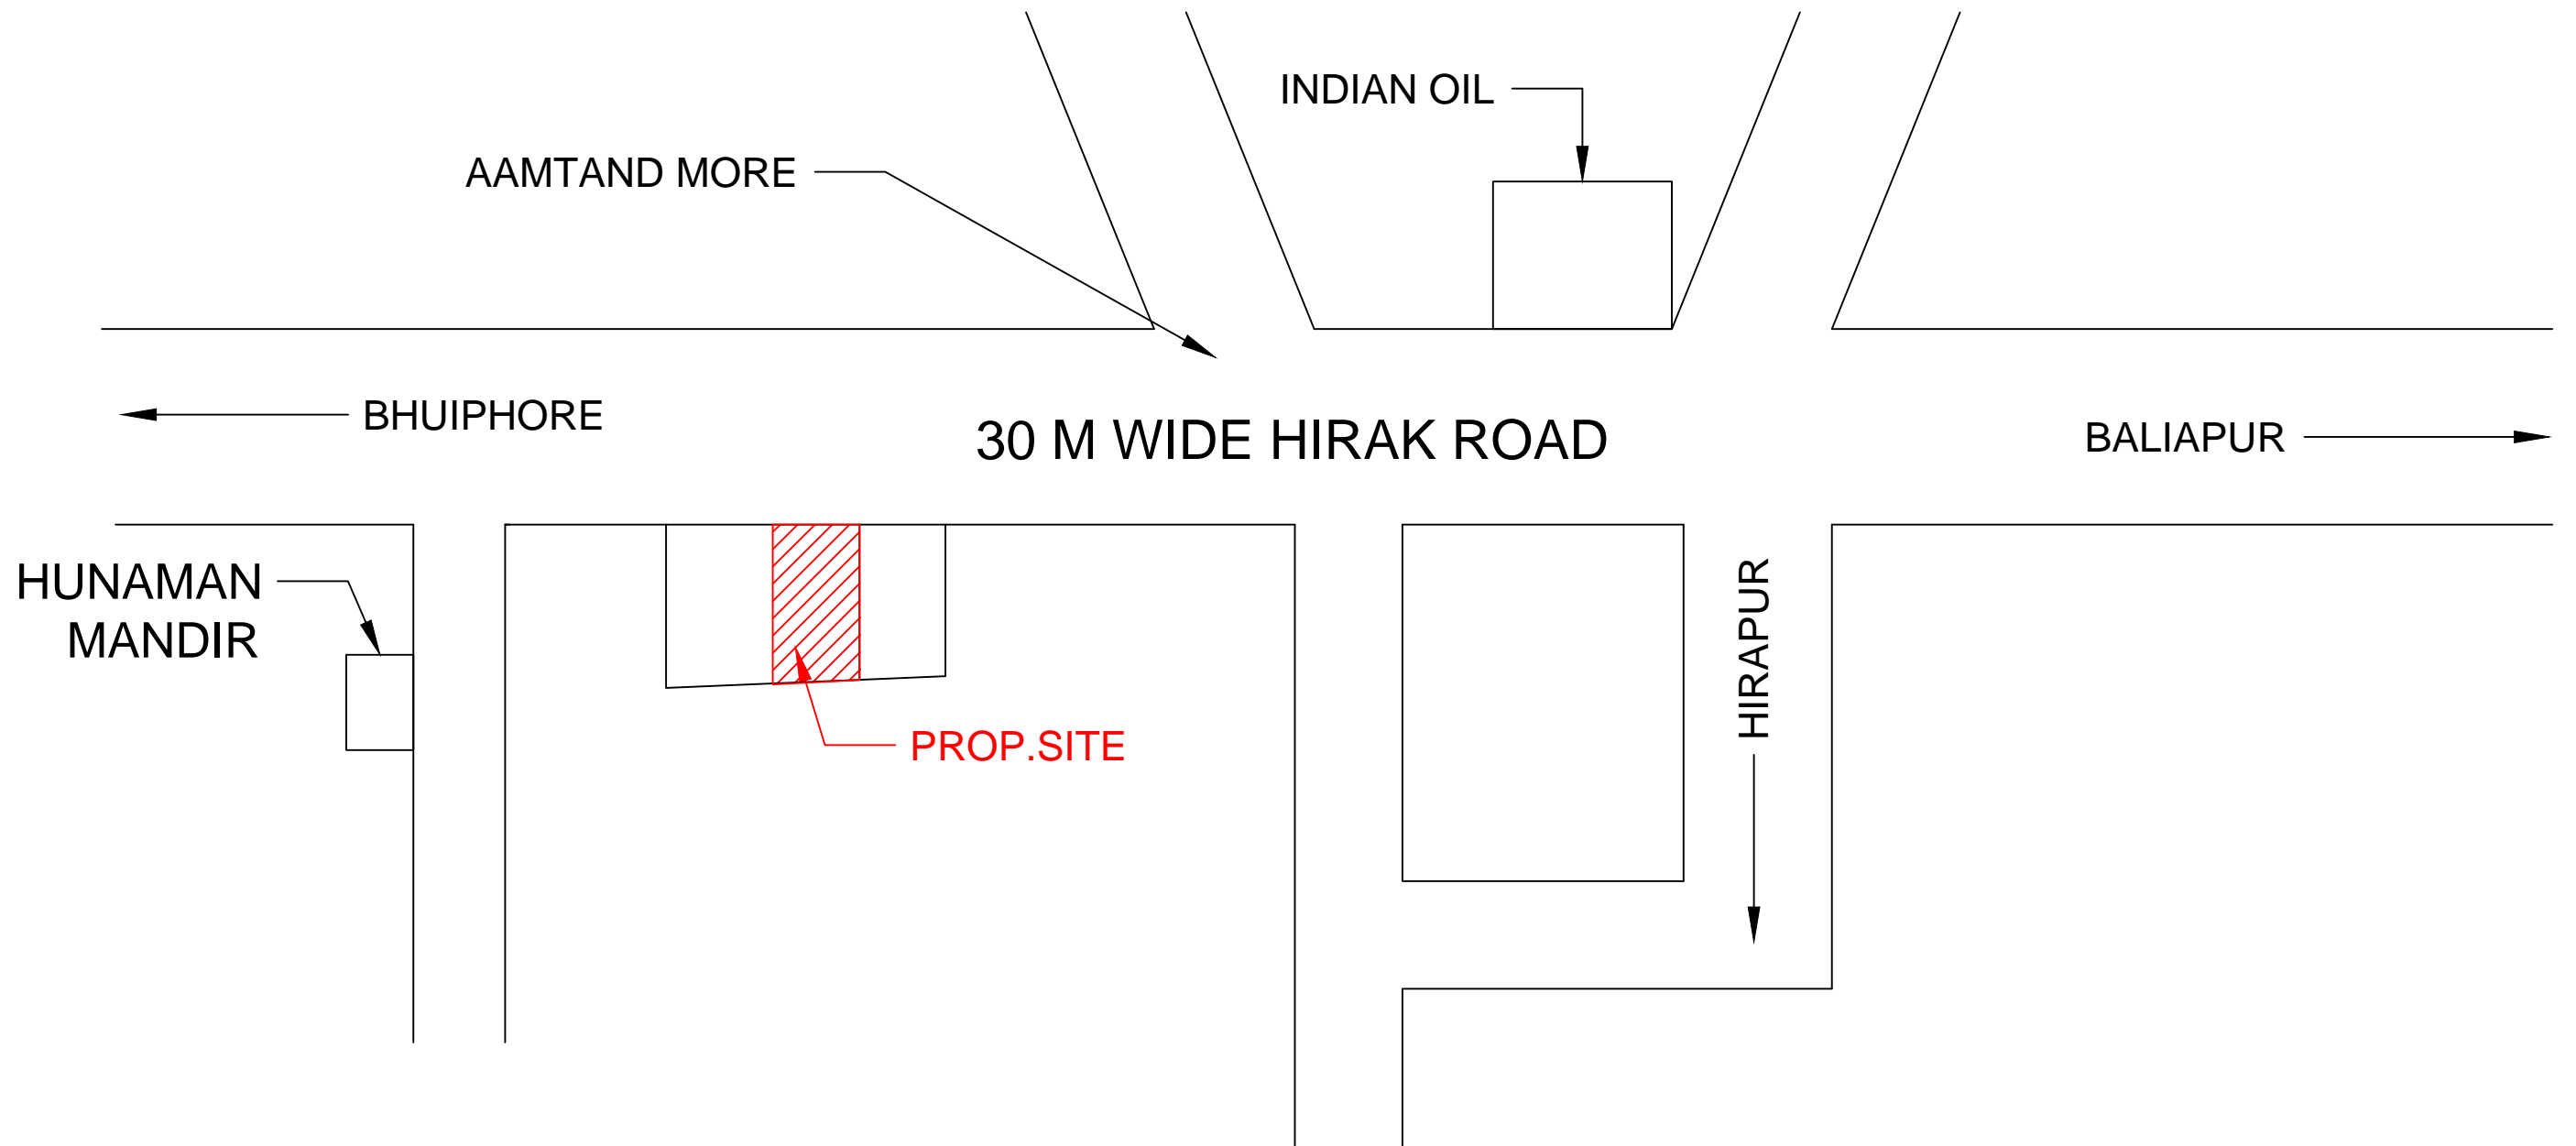 INDIAN OIL
AAMTAND MORE
BHUIPHORE
30 M WIDE HIRAK ROAD
BALIAPUR
HUNAMAN
MANDIR
HIRAPUR
PROP.SITE